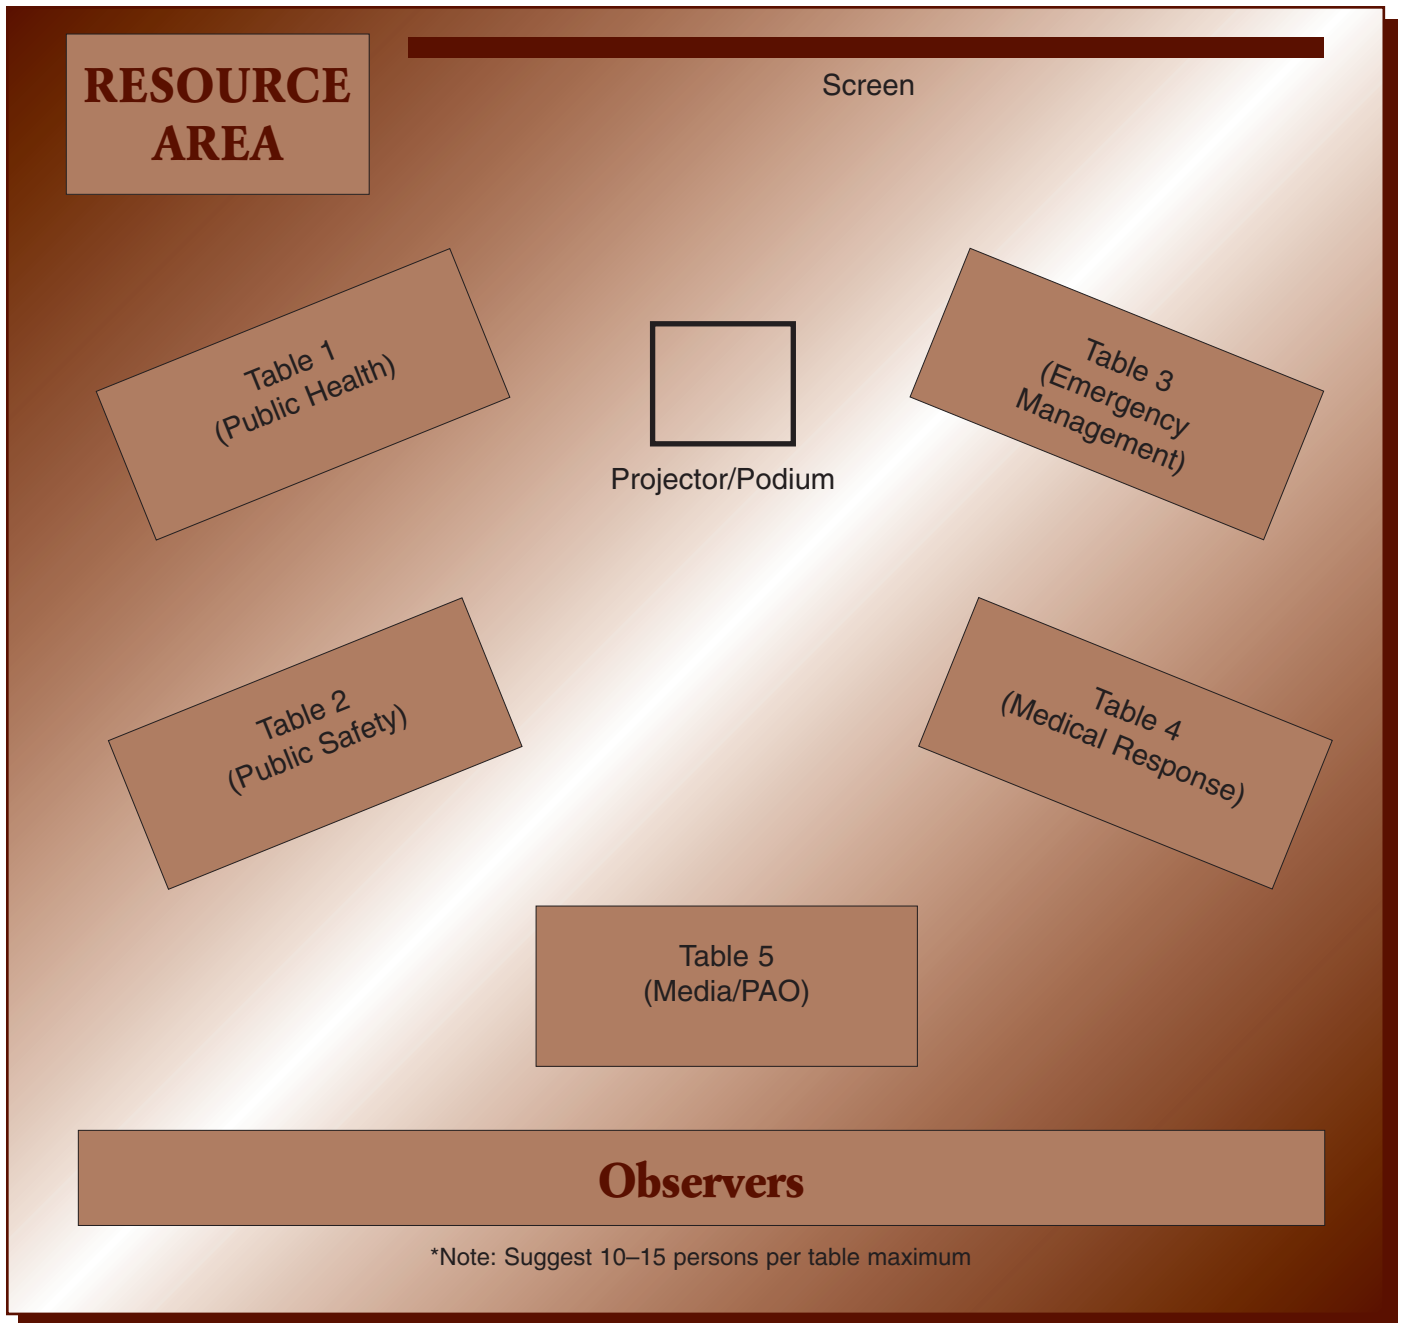 RESOURCE
AREA
Screen
Table 1
(Public Health)
Projector/Podium
Table 3
(Emergency
Management)
Table 2
(Public Safety)
Table 4
(Medical Response)
Table 5
(Media/PAO)
Observers
*Note: Suggest 10–15 persons per table maximum